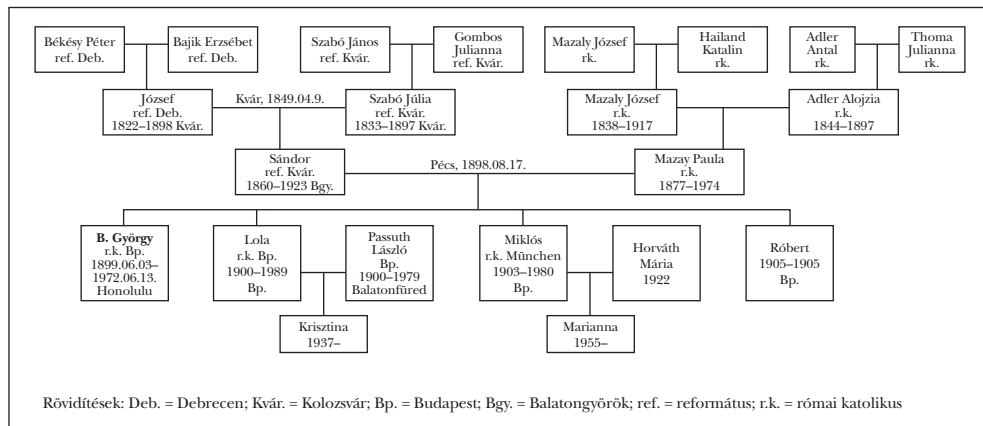 Békésy Péter
ref. Deb.
Bajik Erzsébet
ref. Deb.
Szabó János
ref. Kvár.
Gombos
Julianna
ref. Kvár.
Mazaly József
rk.
Hailand
Katalin
rk.
Adler
Antal
rk.
Thoma
Julianna
rk.
József
ref. Deb.
1822–1898 Kvár.
Kvár, 1849.04.9.
Szabó Júlia
ref. Kvár.
1833–1897 Kvár.
Mazaly József
r.k.
1838–1917
Adler Alojzia
r.k.
1844–1897
Sándor
ref. Kvár.
1860–1923 Bgy.
Pécs, 1898.08.17.
Mazay Paula
r.k.
1877–1974
B. György
r.k. Bp.
1899.06.03–
1972.06.13.
Honolulu
Lola
r.k. Bp.
1900–1989
Bp.
Passuth
László
Bp.
1900–1979
Balatonfüred
Miklós
r.k. München
1903–1980
Bp.
Horváth
Mária
1922
Róbert
1905–1905
Bp.
Krisztina
1937–
Marianna
1955–
Rövidítések: Deb. = Debrecen; Kvár. = Kolozsvár; Bp. = Budapest; Bgy. = Balatongyörök; ref. = református; r.k. = római katolikus